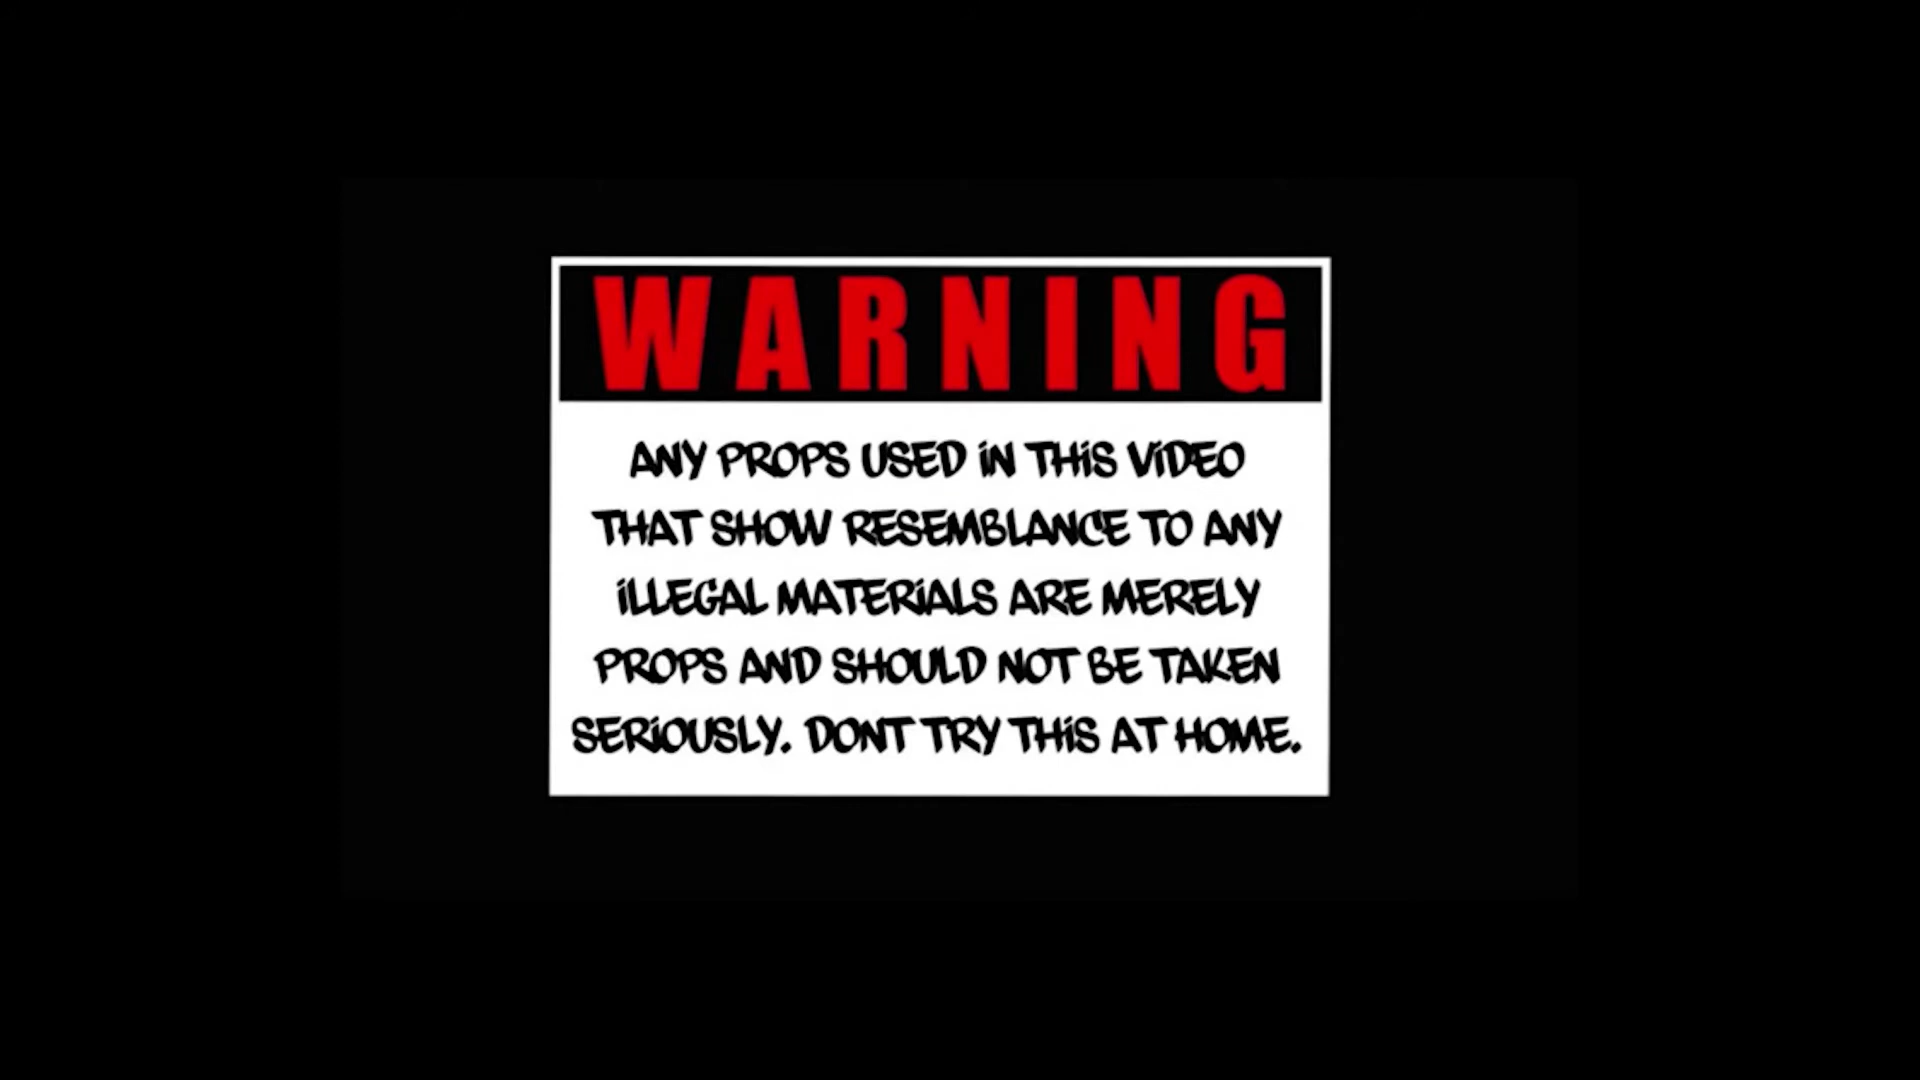 WARNING
ANY PROPS USED iN THiS ViDEO
THAT SHOW RESEMBLANCE TO ANY
iLLEGAL MATERiALS ARE MERELY
PROPS AND SHOULD NOT BE TAKEN
SERiOUSLY. DONT TRY THiS AT HOME.